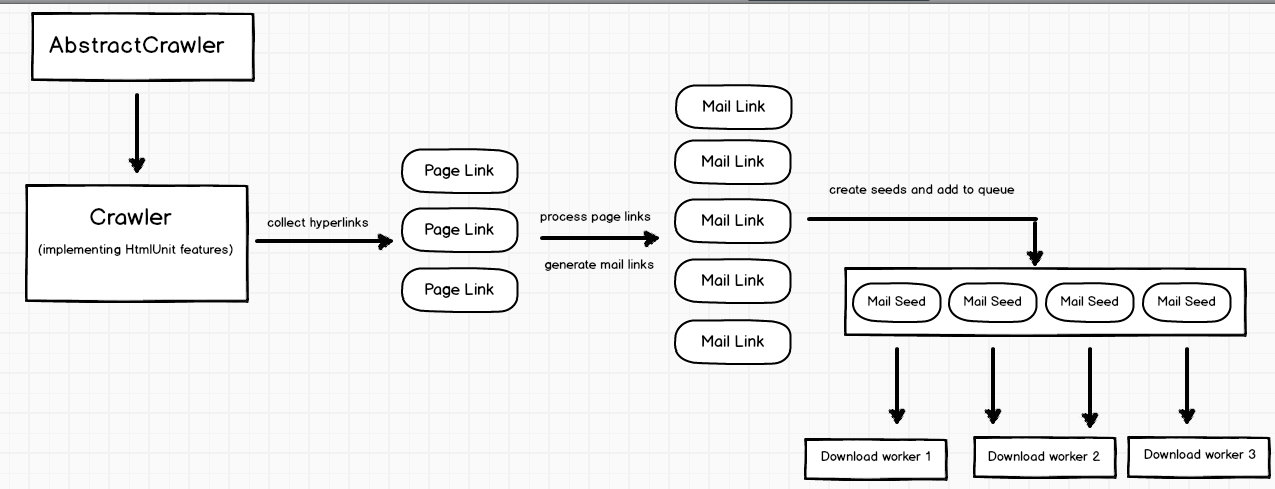 AbstractCrawler
Crawler
(implementing HtmlUnit features)
collect hyperlinks
Page Link
Page Link
Page Link
process page links
generate mail links
Mail Link
Mail Link
Mail Link
Mail Link
Mail Link
create seeds and add to queue
Mail Seed
Mail Seed
Mail Seed
Mail Seed
Download worker 1
Download worker 2
Download worker 3